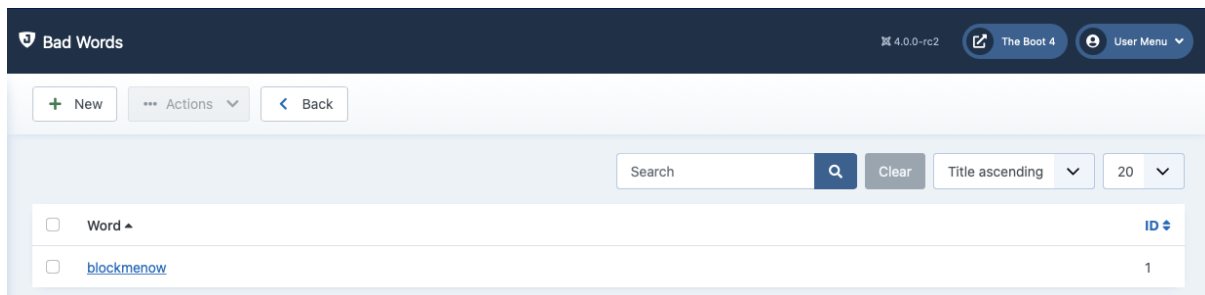 Bad Words 4.0.0-rc2 The Boot 4 User Menu
New Actions Back
Search Clear Title ascending 20
Word ID
blockmenow 1